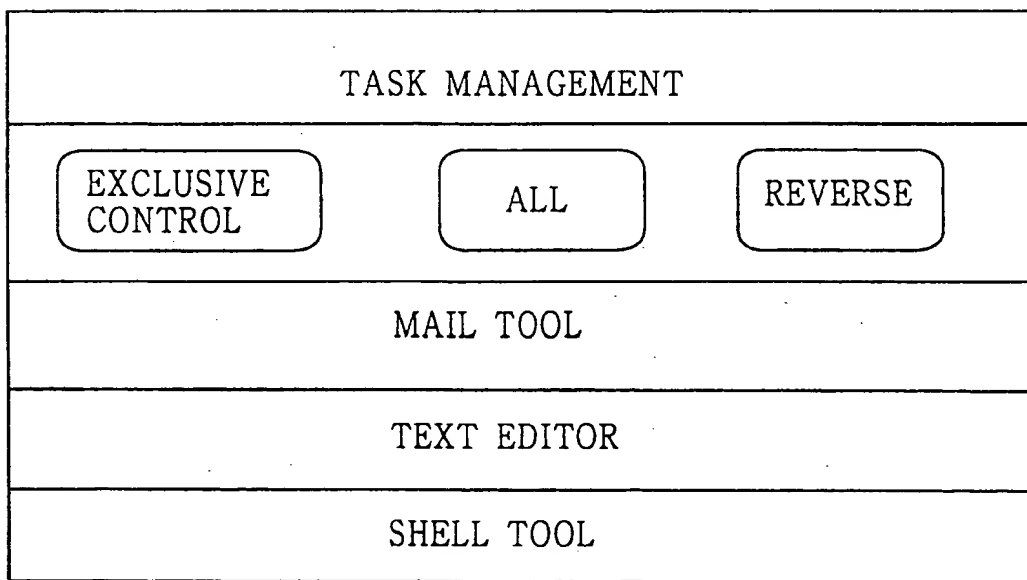 TASK MANAGEMENT
EXCLUSIVE
CONTROL
ALL
REVERSE
MAIL TOOL
TEXT EDITOR
SHELL TOOL